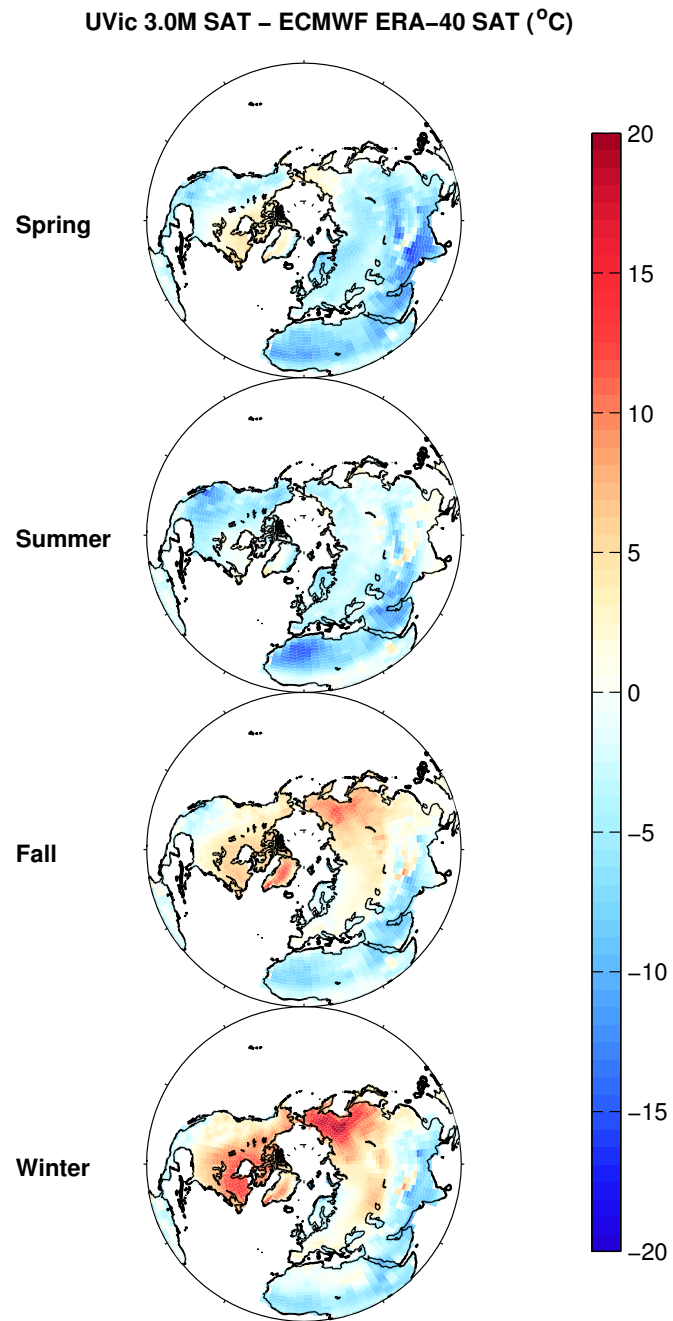 UVic 3.0M SAT – ECMWF ERA–40 SAT (°C)
Spring
Summer
Fall
Winter
20
15
10
5
0
−5
−10
−15
−20